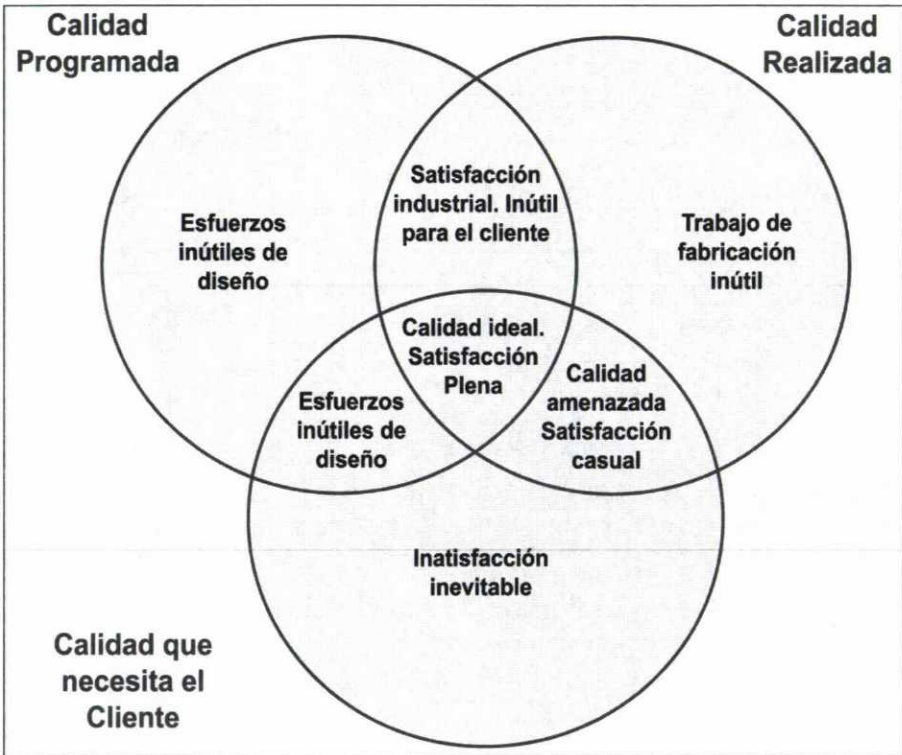 Calidad
Programada
Calidad
Realizada
Satisfacción
industrial. Inútil
para el cliente
Esfuerzos
inútiles de
diseño
Trabajo de
fabricación
inútil
Calidad ideal.
Satisfacción
Plena
Esfuerzos
inútiles de
diseño
Calidad
amenazada
Satisfacción
casual
Inatisfacción
inevitable
Calidad que
necesita el
Cliente